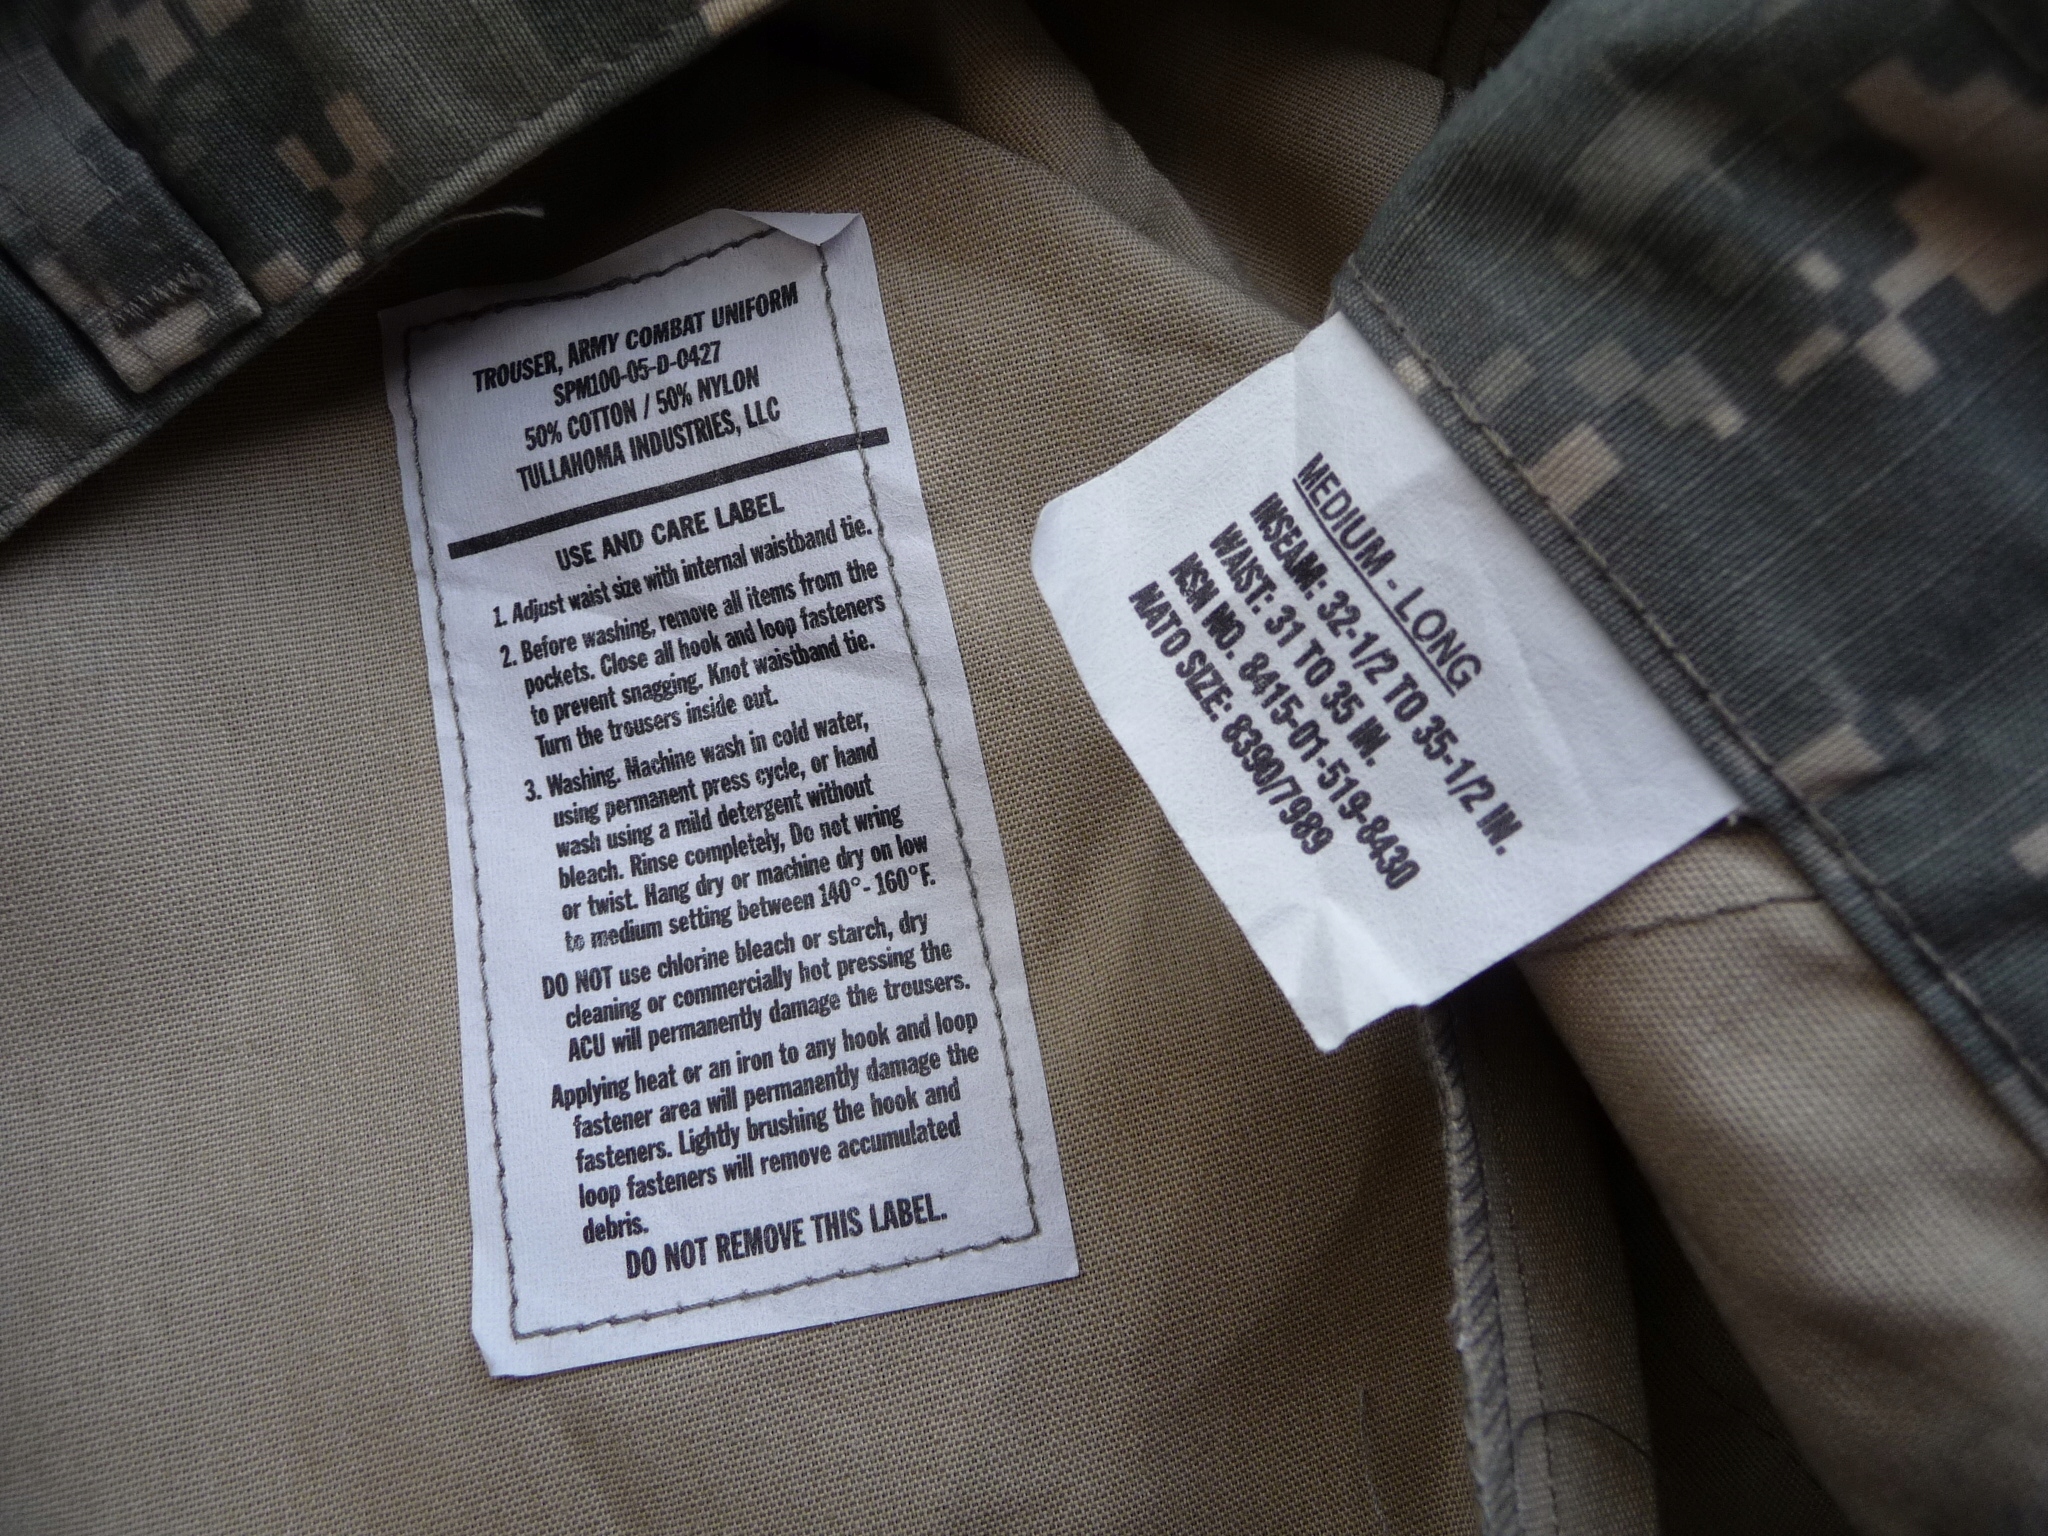 TROUSER, ARMY COMBAT UNIFORM
SPM100-05-D-0427
50% COTTON / 50% NYLON
TULLAHOMA INDUSTRIES, LLC
USE AND CARE LABEL
1. Adjust waist size with internal waistband tie.
2. Before washing, remove all items from the
pockets. Close all hook and loop fasteners
to prevent snagging. Knot waistband tie.
Turn the trousers inside out.
3. Washing. Machine wash in cold water,
using permanent press cycle, or hand
wash using a mild detergent without
bleach. Rinse completely, Do not wring
or twist. Hang dry or machine dry on low
to medium setting between 140°- 160°F.
DO NOT use chlorine bleach or starch, dry
cleaning or commercially hot pressing the
ACU will permanently damage the trousers.
Applying heat or an iron to any hook and loop
fastener area will permanently damage the
fasteners. Lightly brushing the hook and
loop fasteners will remove accumulated
debris.
DO NOT REMOVE THIS LABEL.
MEDIUM - LONG
INSEAM: 32-1/2 TO 35-1/2 IN.
WAIST: 31 TO 35 IN.
NSN NO. 8415-01-519-8430
NATO SIZE: 8390/7989